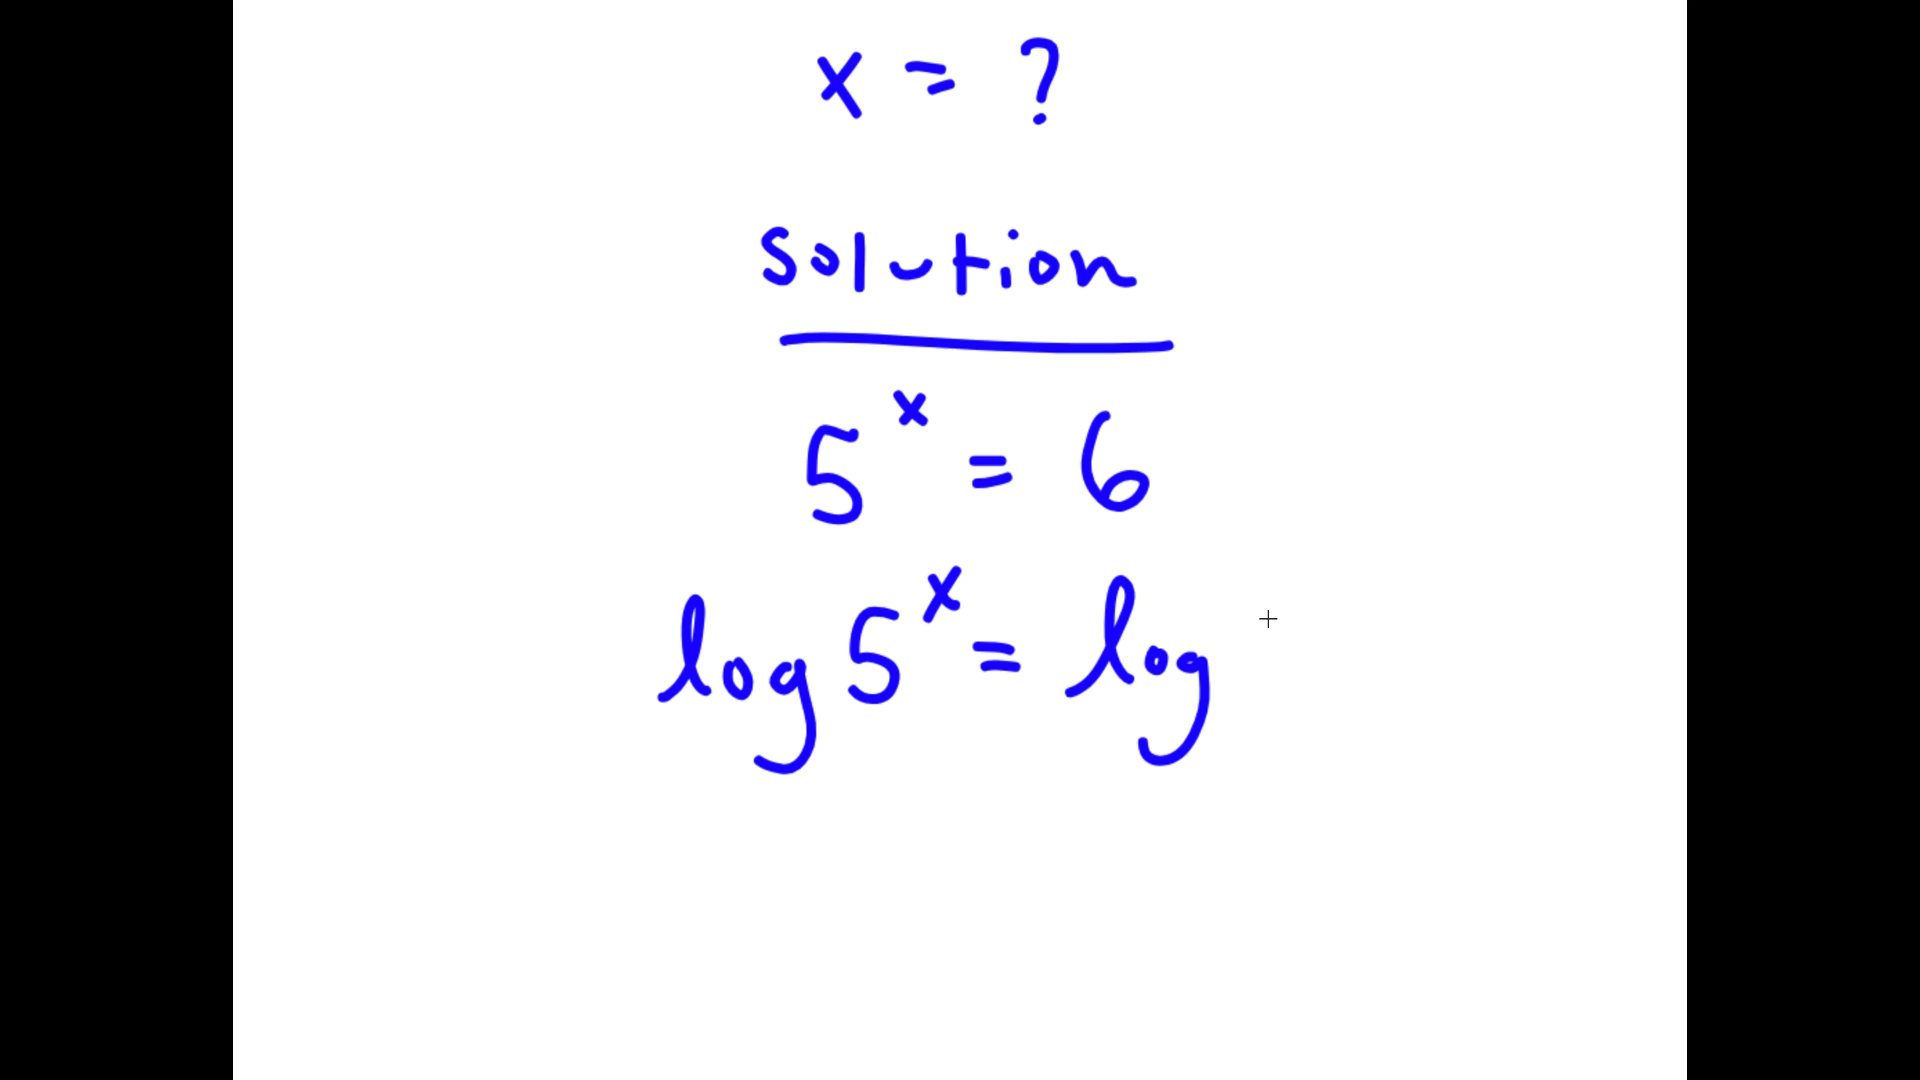 x = ?
solution
5^x = 6
log 5^x = log